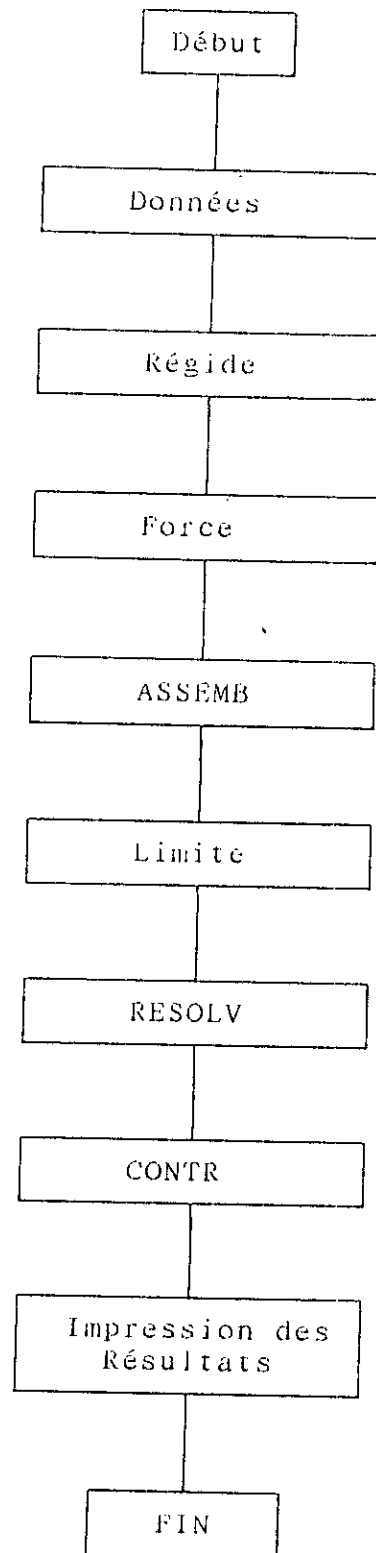 Début
Données
Régide
Force
ASSEMB
Limite
RESOLV
CONTR
Impression des
Résultats
FIN